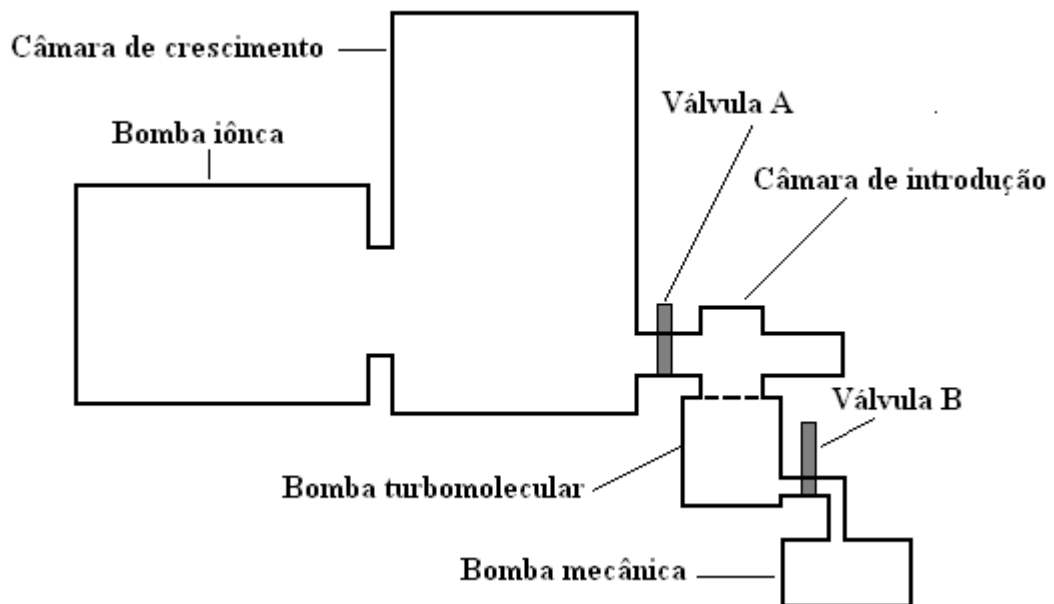 Câmara de crescimento
Válvula A
Bomba iônca
Câmara de introdução
Válvula B
Bomba turbomolecular
Bomba mecânica